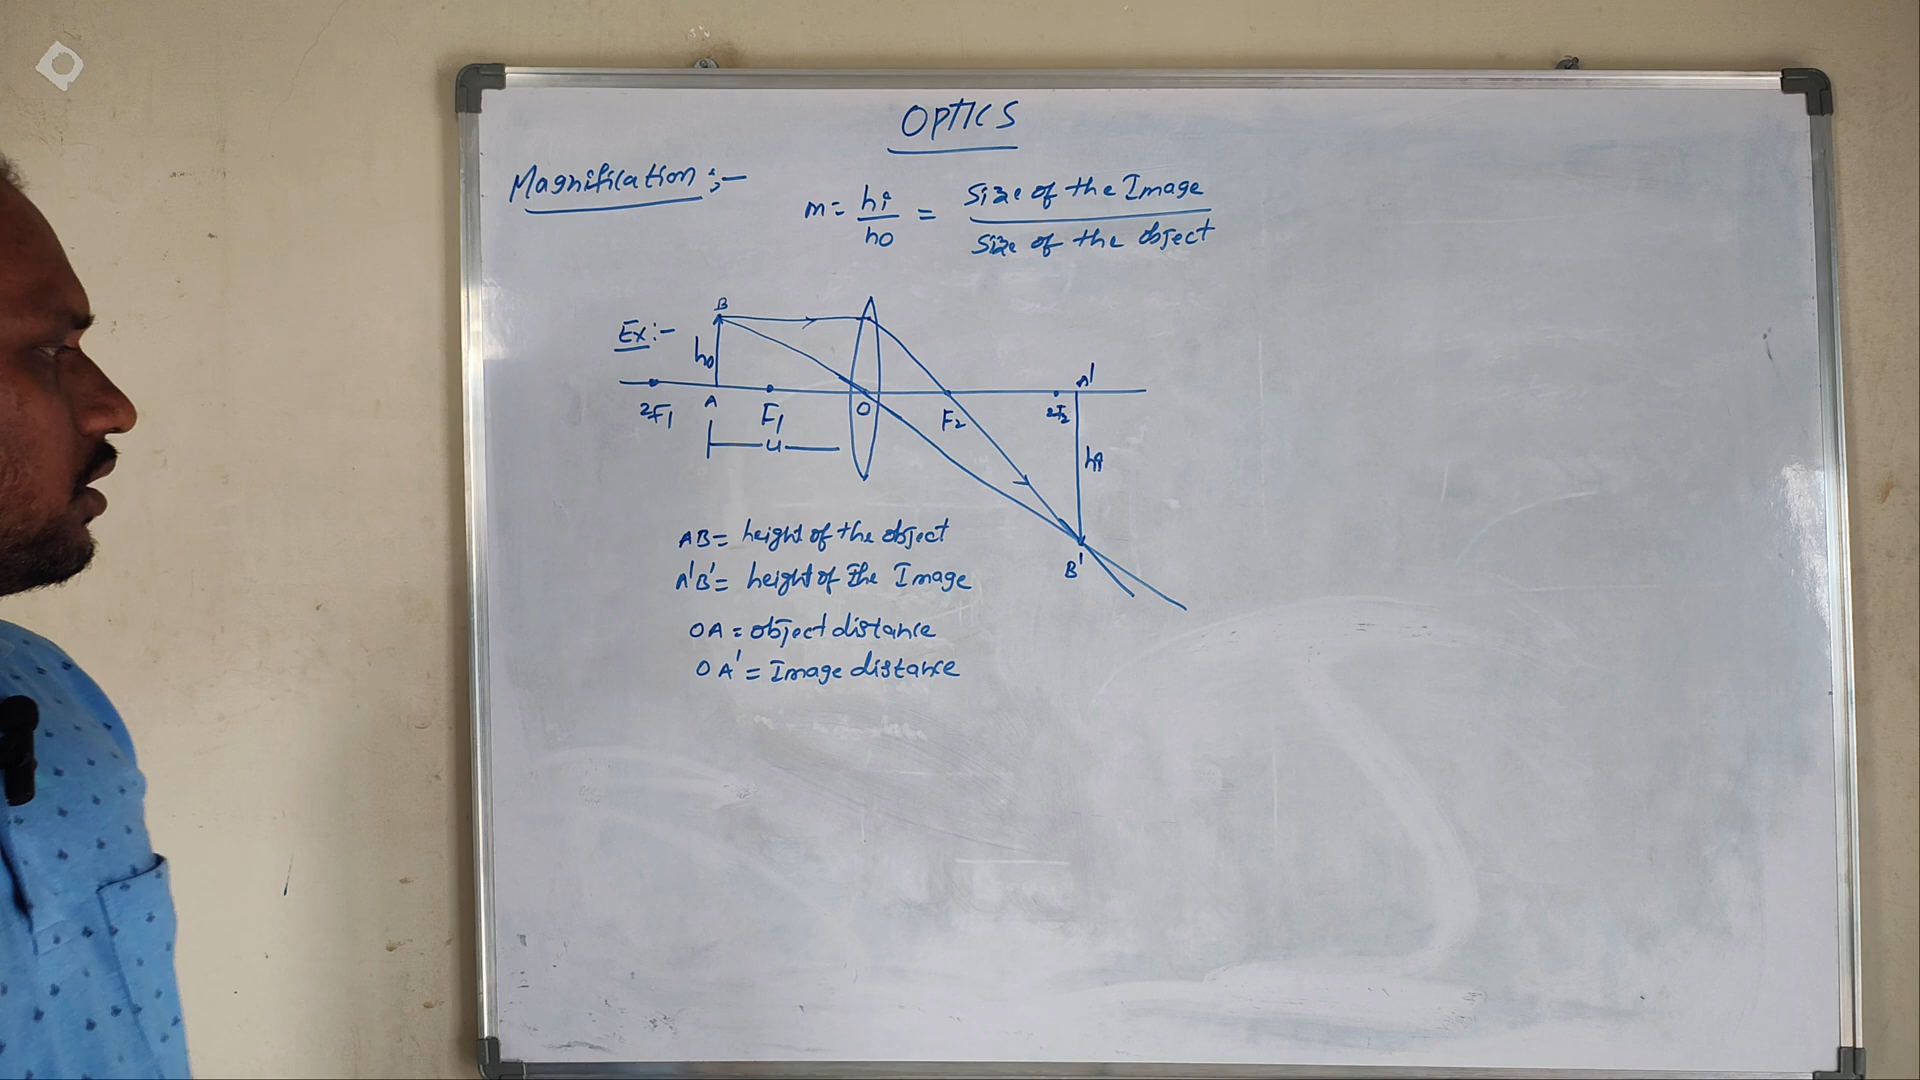 OPTICS
Magnification :-
m = hi/ho = Size of the Image / Size of the object
Ex:-
B
ho
A'
2F1 A F1 O F2 2F2
u
hi
B'
AB = height of the object
A'B' = height of the Image
OA = object distance
OA' = Image distance